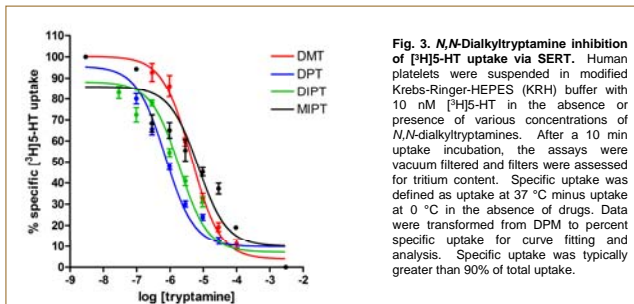 110
100
90
80
70
60
50
40
30
20
10
0
% specific [³H]5-HT uptake
-9 -8 -7 -6 -5 -4 -3 -2
log [tryptamine]
DMT
DPT
DIPT
MIPT
Fig. 3. N,N-Dialkyltryptamine inhibition
of [³H]5-HT uptake via SERT. Human
platelets were suspended in modified
Krebs-Ringer-HEPES (KRH) buffer with
10 nM [³H]5-HT in the absence or
presence of various concentrations of
N,N-dialkyltryptamines. After a 10 min
uptake incubation, the assays were
vacuum filtered and filters were assessed
for tritium content. Specific uptake was
defined as uptake at 37 °C minus uptake
at 0 °C in the absence of drugs. Data
were transformed from DPM to percent
specific uptake for curve fitting and
analysis. Specific uptake was typically
greater than 90% of total uptake.